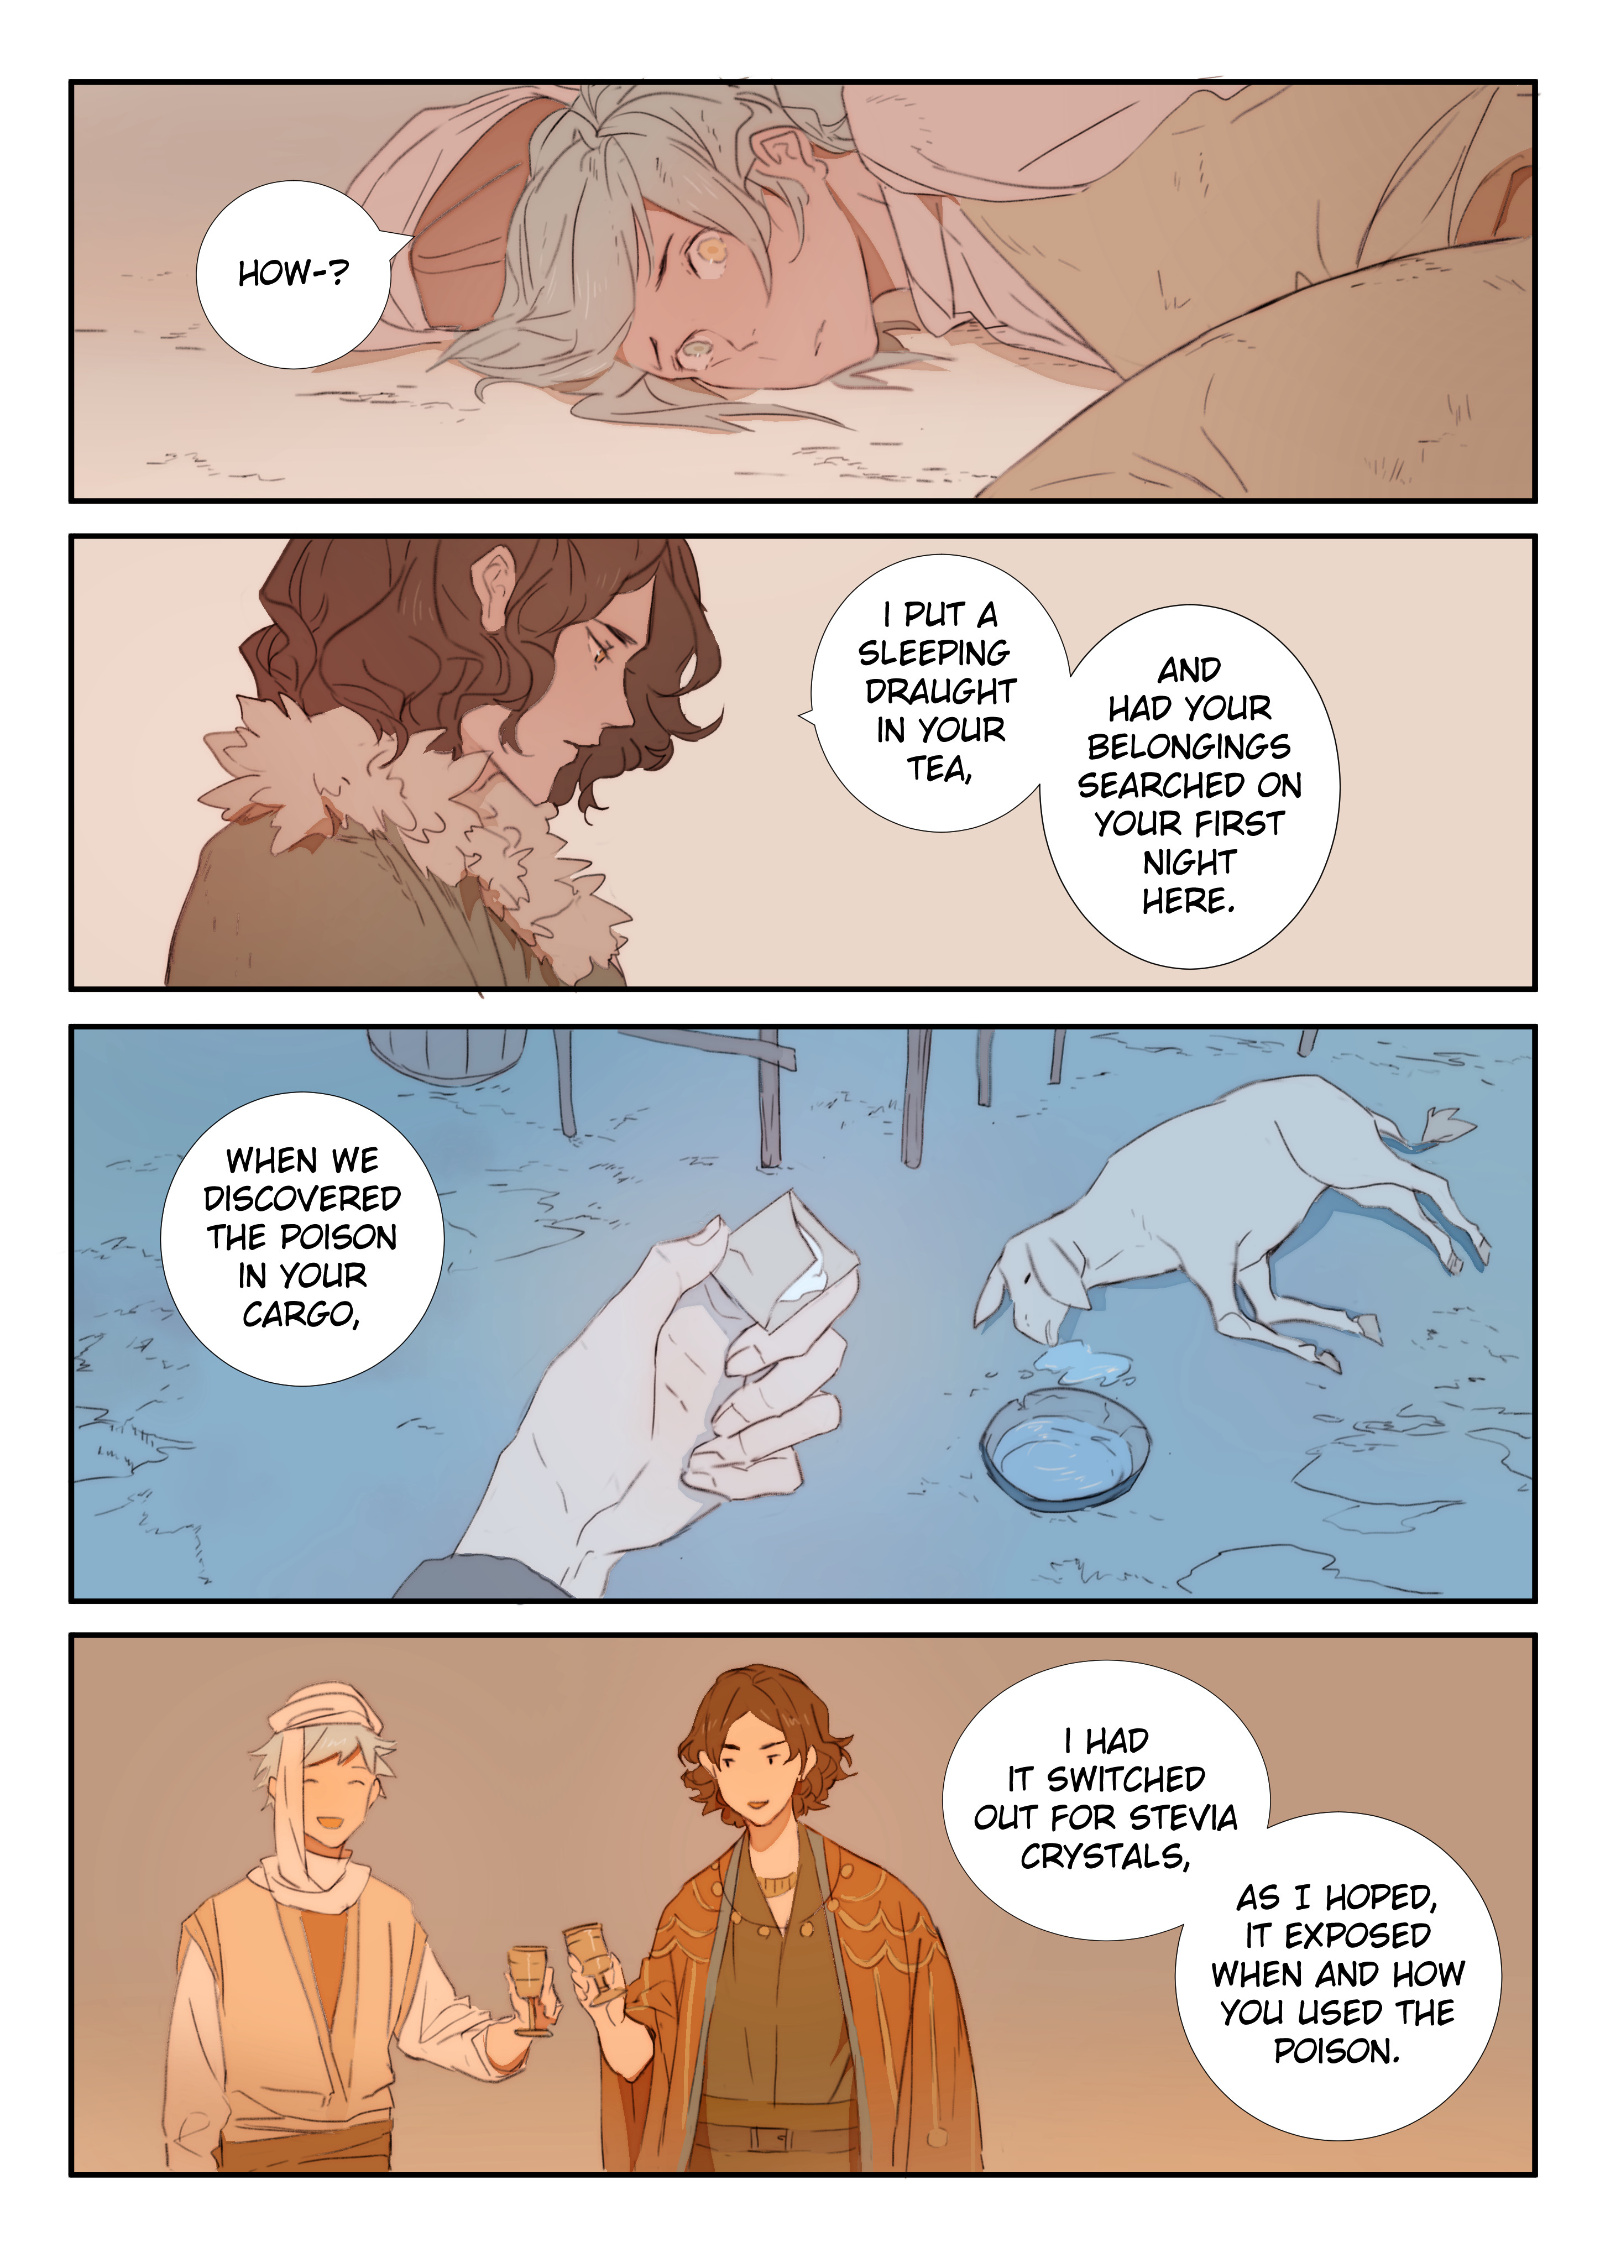 HOW-?
I PUT A
SLEEPING
DRAUGHT
IN YOUR
TEA,
AND
HAD YOUR
BELONGINGS
SEARCHED ON
YOUR FIRST
NIGHT
HERE.
WHEN WE
DISCOVERED
THE POISON
IN YOUR
CARGO,
I HAD
IT SWITCHED
OUT FOR STEVIA
CRYSTALS,
AS I HOPED,
IT EXPOSED
WHEN AND HOW
YOU USED THE
POISON.